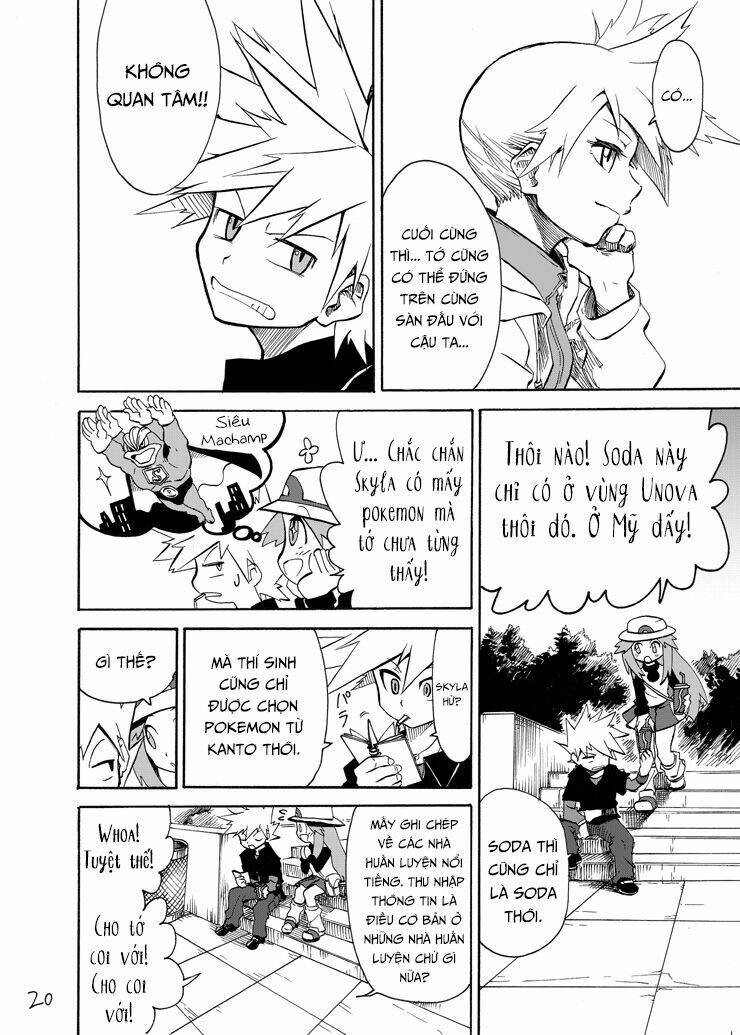 CÓ...
CUỐI CÙNG
THÌ... TỚ CŨNG
CÓ THỂ ĐỨNG
TRÊN CÙNG
SÀN ĐẤU VỚI
CẬU TA...
KHÔNG
QUAN TÂM!!
THÔI NÀO! SODA NÀY
CHỈ CÓ Ở VÙNG UNOVA
THÔI ĐÓ. Ở MỸ ĐẤY!
SODA THÌ
CŨNG CHỈ
LÀ SODA
THÔI.
Ư... CHẮC CHẮN
SKYLA CÓ MẤY
POKEMON MÀ
TỚ CHƯA TỪNG
THẤY!
SIÊU
MACHAMP
SKYLA
HỬ?
パラ
MÀ THÍ SINH
CŨNG CHỈ
ĐƯỢC CHỌN
POKEMON TỪ
KANTO THÔI.
GÌ THẾ?
MẤY GHI CHÉP
VỀ CÁC NHÀ
HUẤN LUYỆN NỔI
TIẾNG. THU NHẬP
THÔNG TIN LÀ
ĐIỀU CƠ BẢN Ở
NHỮNG NHÀ HUẤN
LUYỆN CHỨ GÌ
NỮA?
WHOA!
TUYỆT THẾ!
CHO TỚ
COI VỚI!
CHO COI
VỚI!
20